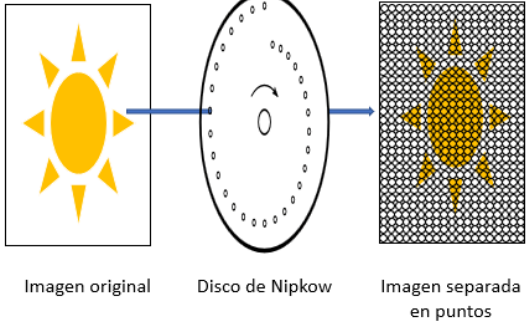 Imagen original
Disco de Nipkow
Imagen separada
en puntos